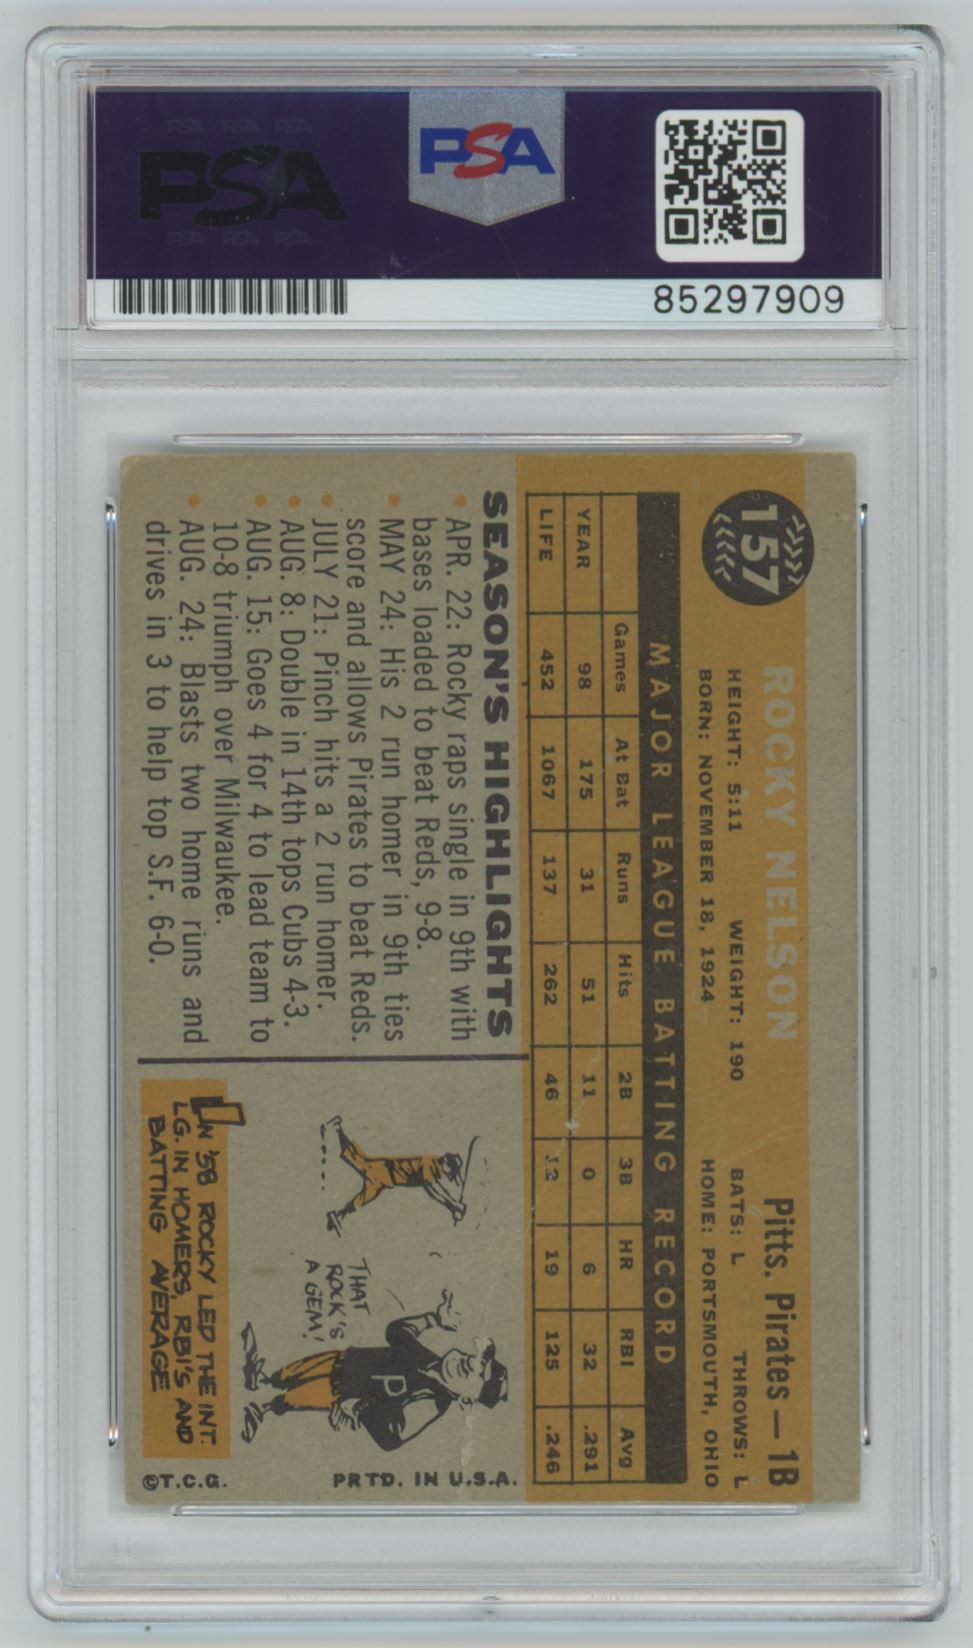 PSA PSA PSA
PSA
PSA PSA PSA
PSA
85297909
157
ROCKY NELSON
Pitts. Pirates — 1B
HEIGHT: 5:11 WEIGHT: 190 BATS: L THROWS: L
BORN: NOVEMBER 18, 1924 HOME: PORTSMOUTH, OHIO
MAJOR LEAGUE BATTING RECORD
Games At Bat Runs Hits 2B 3B HR RBI Avg
YEAR 98 175 31 51 11 0 6 32 .291
LIFE 452 1067 137 262 46 12 19 125 .246
SEASON'S HIGHLIGHTS
• APR. 22: Rocky raps single in 9th with
bases loaded to beat Reds, 9-8.
• MAY 24: His 2 run homer in 9th ties
score and allows Pirates to beat Reds.
• JULY 21: Pinch hits a 2 run homer.
• AUG. 8: Double in 14th tops Cubs 4-3.
• AUG. 15: Goes 4 for 4 to lead team to
10-8 triumph over Milwaukee.
• AUG. 24: Blasts two home runs and
drives in 3 to help top S.F. 6-0.
THAT
ROCK'S
A GEM!
P
IN '58 ROCKY LED THE INT.
LG. IN HOMERS, RBI'S AND
BATTING AVERAGE
©T.C.G.
PRTD. IN U.S.A.